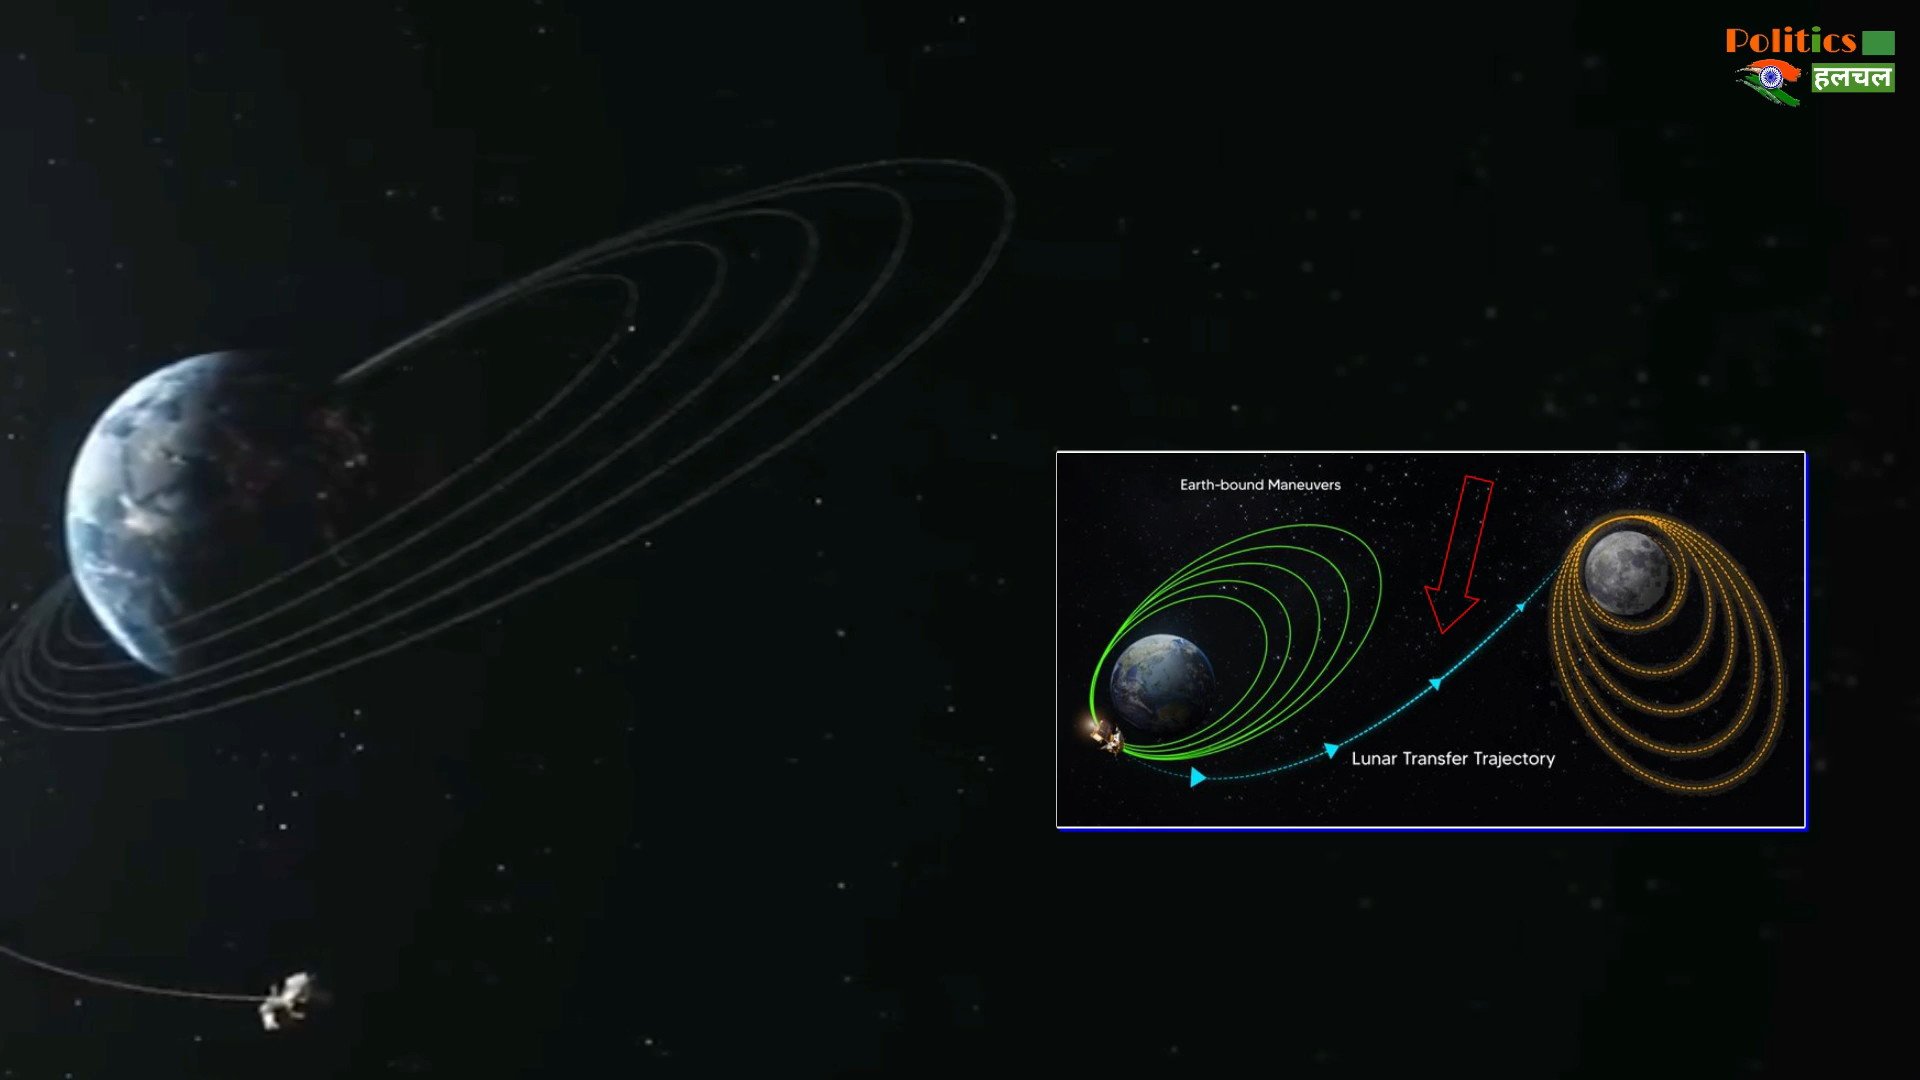 Politics
हलचल
Earth-bound Maneuvers
Lunar Transfer Trajectory